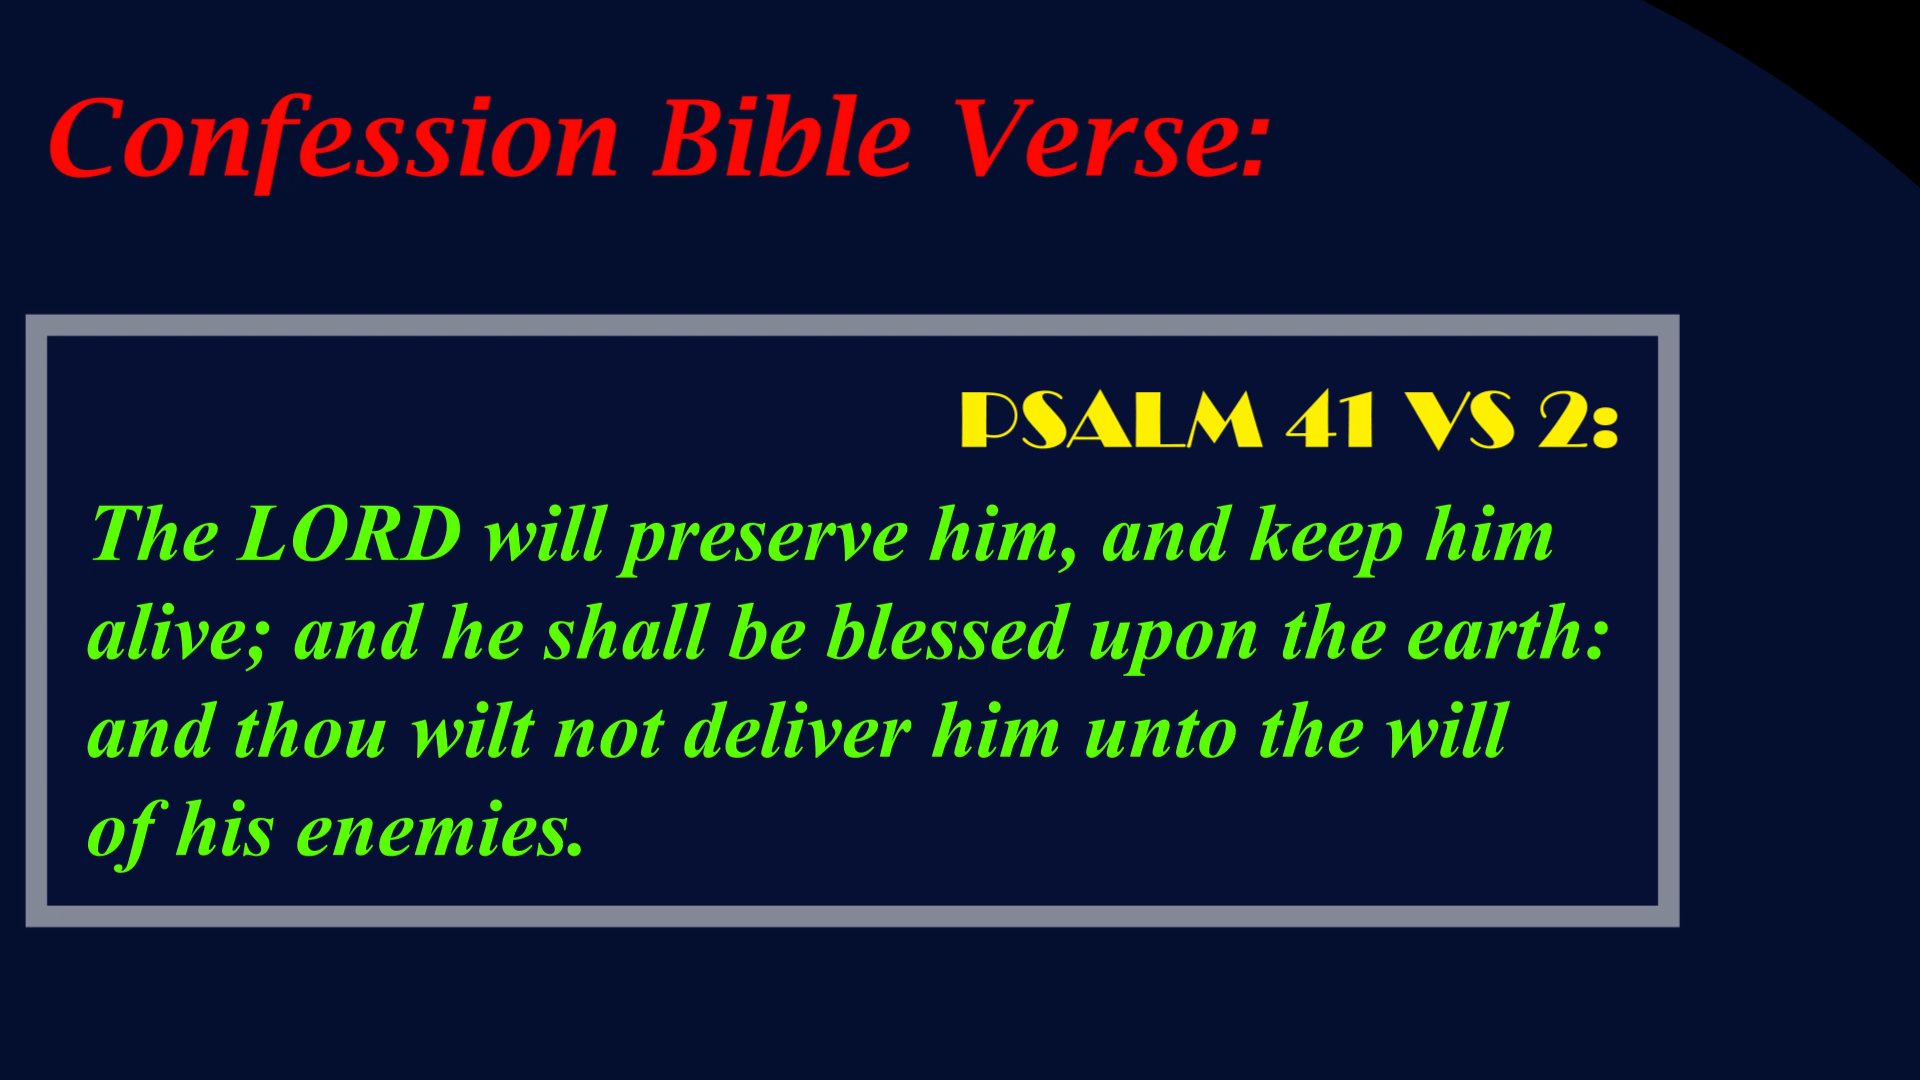 Confession Bible Verse:
PSALM 41 VS 2:
The LORD will preserve him, and keep him
alive; and he shall be blessed upon the earth:
and thou wilt not deliver him unto the will
of his enemies.